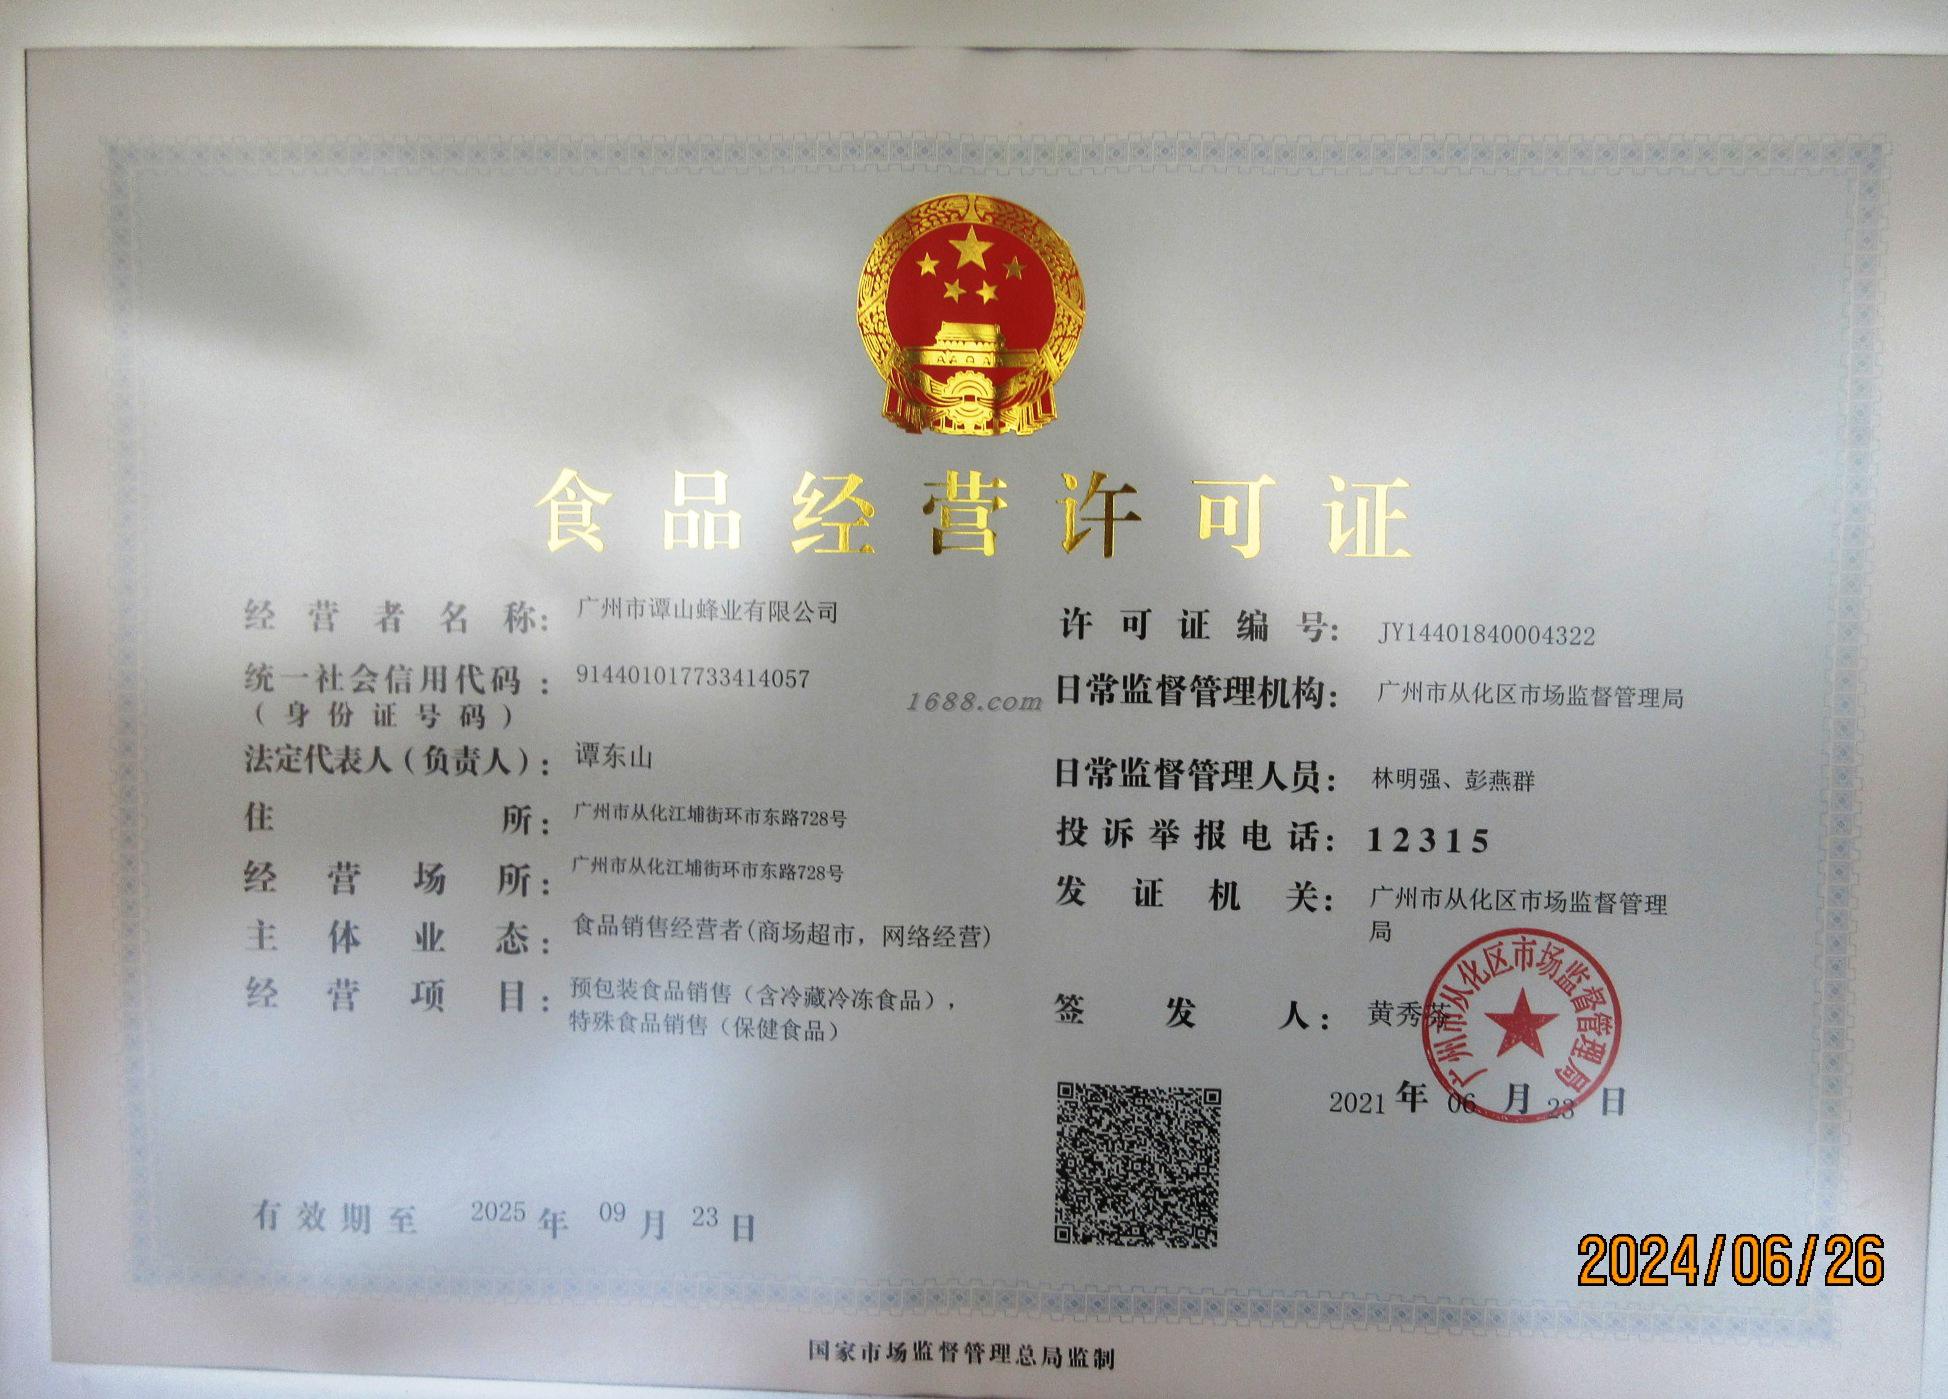 食品经营许可证
经营者名称：广州市谭山蜂业有限公司
统一社会信用代码：914401017733414057
（身份证号码）
法定代表人（负责人）：谭东山
住所：广州市从化江埔街环市东路728号
经营场所：广州市从化江埔街环市东路728号
主体业态：食品销售经营者(商场超市，网络经营)
经营项目：预包装食品销售（含冷藏冷冻食品），
特殊食品销售（保健食品）
有效期至 2025年09月23日
许可证编号：JY14401840004322
1688.com
日常监督管理机构：广州市从化区市场监督管理局
日常监督管理人员：林明强、彭燕群
投诉举报电话：12315
发证机关：广州市从化区市场监督管理
局
签发人：黄秀
广州市从化区市场监督管理局
2021年06月23日
2024/06/26
国家市场监督管理总局监制